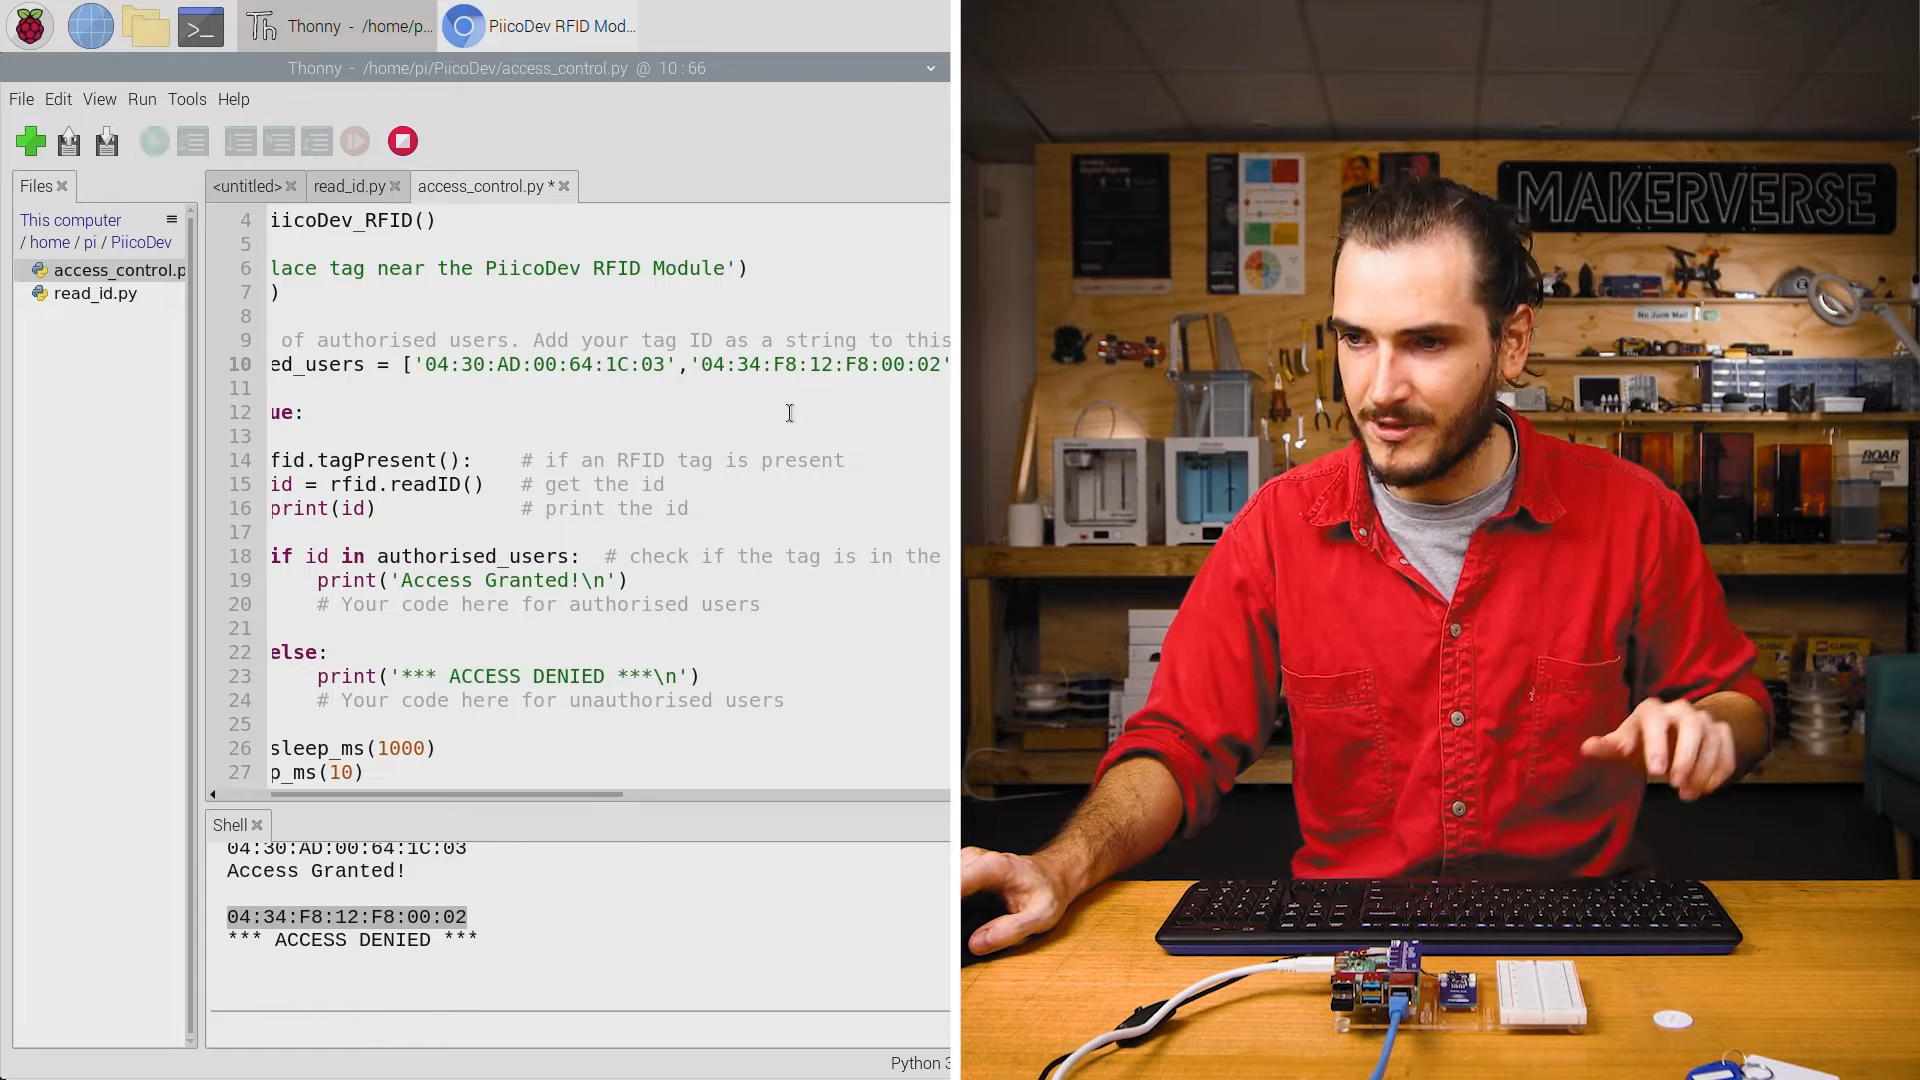 Thonny - /home/p...
PiicoDev RFID Mod...
Thonny - /home/pi/PiicoDev/access_control.py @ 10:66
File Edit View Run Tools Help
Files
<untitled>
read_id.py
access_control.py *
This computer
/ home / pi / PiicoDev
access_control.p
read_id.py
4 iicoDev_RFID()
5
6 lace tag near the PiicoDev RFID Module')
7 )
8
9 of authorised users. Add your tag ID as a string to this
10 ed_users = ['04:30:AD:00:64:1C:03','04:34:F8:12:F8:00:02'
11
12 ue:
13
14 fid.tagPresent(): # if an RFID tag is present
15 id = rfid.readID() # get the id
16 print(id) # print the id
17
18 if id in authorised_users: # check if the tag is in the
19 print('Access Granted!\n')
20 # Your code here for authorised users
21
22 else:
23 print('*** ACCESS DENIED ***\n')
24 # Your code here for unauthorised users
25
26 sleep_ms(1000)
27 p_ms(10)
Shell
04:30:AD:00:64:1C:03
Access Granted!
04:34:F8:12:F8:00:02
*** ACCESS DENIED ***
Python 3
MAKERVERSE
No Junk Mail
ROAR
CLASSIC